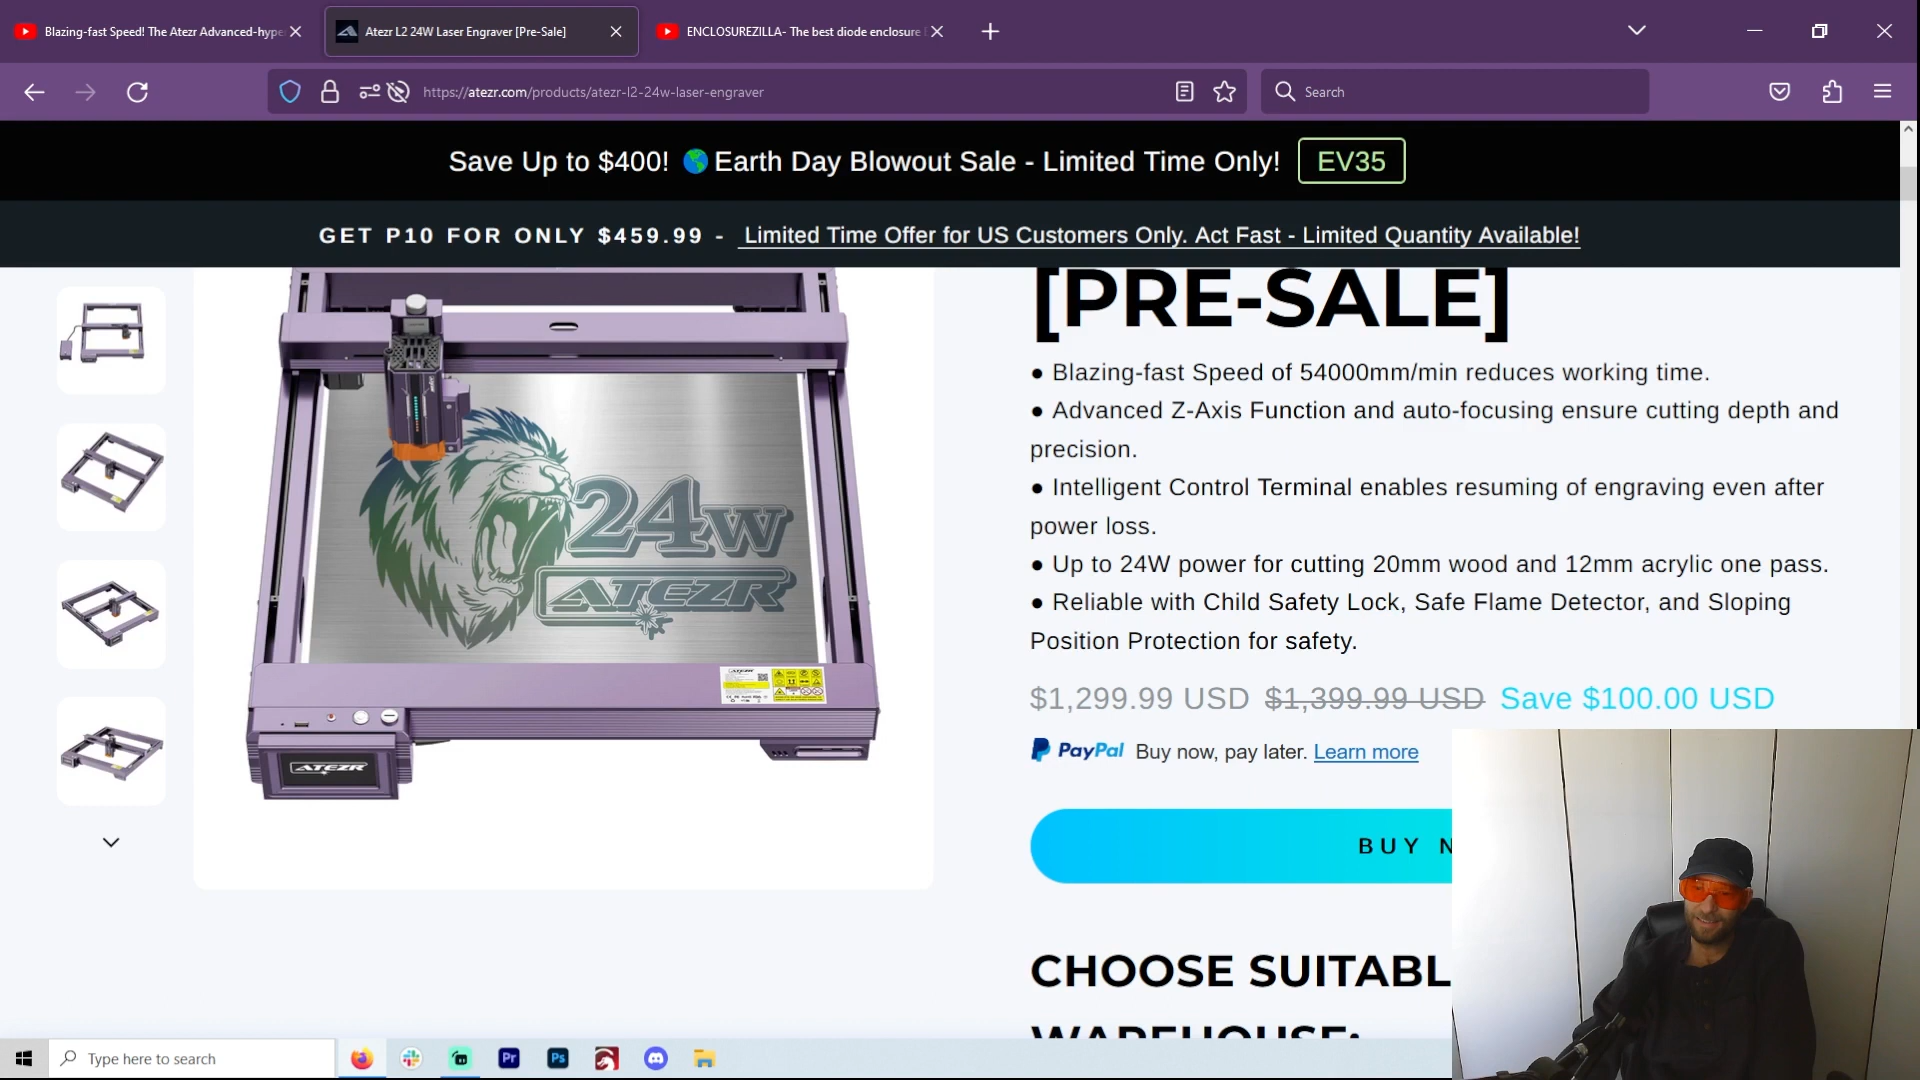 Blazing-fast Speed! The Atezr Advanced-hype
Atezr L2 24W Laser Engraver [Pre-Sale]
ENCLOSUREZILLA- The best diode enclosure
https://atezr.com/products/atezr-l2-24w-laser-engraver
Search
Save Up to $400! 🌎 Earth Day Blowout Sale - Limited Time Only! EV35
GET P10 FOR ONLY $459.99 - Limited Time Offer for US Customers Only. Act Fast - Limited Quantity Available!
[PRE-SALE]
● Blazing-fast Speed of 54000mm/min reduces working time.
● Advanced Z-Axis Function and auto-focusing ensure cutting depth and
precision.
● Intelligent Control Terminal enables resuming of engraving even after
power loss.
● Up to 24W power for cutting 20mm wood and 12mm acrylic one pass.
● Reliable with Child Safety Lock, Safe Flame Detector, and Sloping
Position Protection for safety.
$1,299.99 USD $1,399.99 USD Save $100.00 USD
PayPal Buy now, pay later. Learn more
BUY N
CHOOSE SUITABL
WAREHOUSE:
24W
ATEZR
ATEZR
Type here to search
Pr
Ps